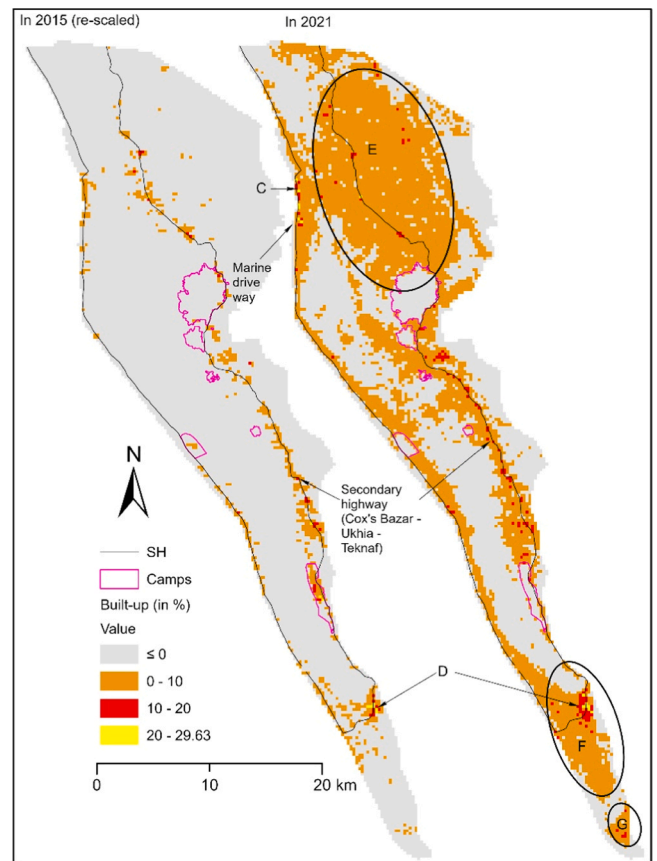 In 2015 (re-scaled)
In 2021
E
C
Marine
drive
way
N
Secondary
highway
(Cox's Bazar -
Ukhia -
Teknaf)
SH
Camps
Built-up (in %)
Value
≤ 0
0 - 10
10 - 20
20 - 29.63
D
F
G
0 10 20 km